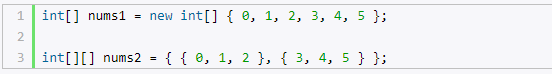 1 int[] nums1 = new int[] { 0, 1, 2, 3, 4, 5 };
2
3 int[][] nums2 = { { 0, 1, 2 }, { 3, 4, 5 } };